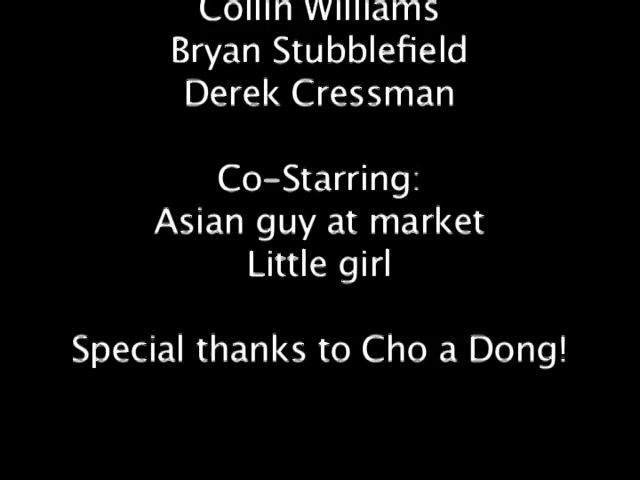 Collin Williams
Bryan Stubblefield
Derek Cressman
Co-Starring:
Asian guy at market
Little girl
Special thanks to Cho a Dong!